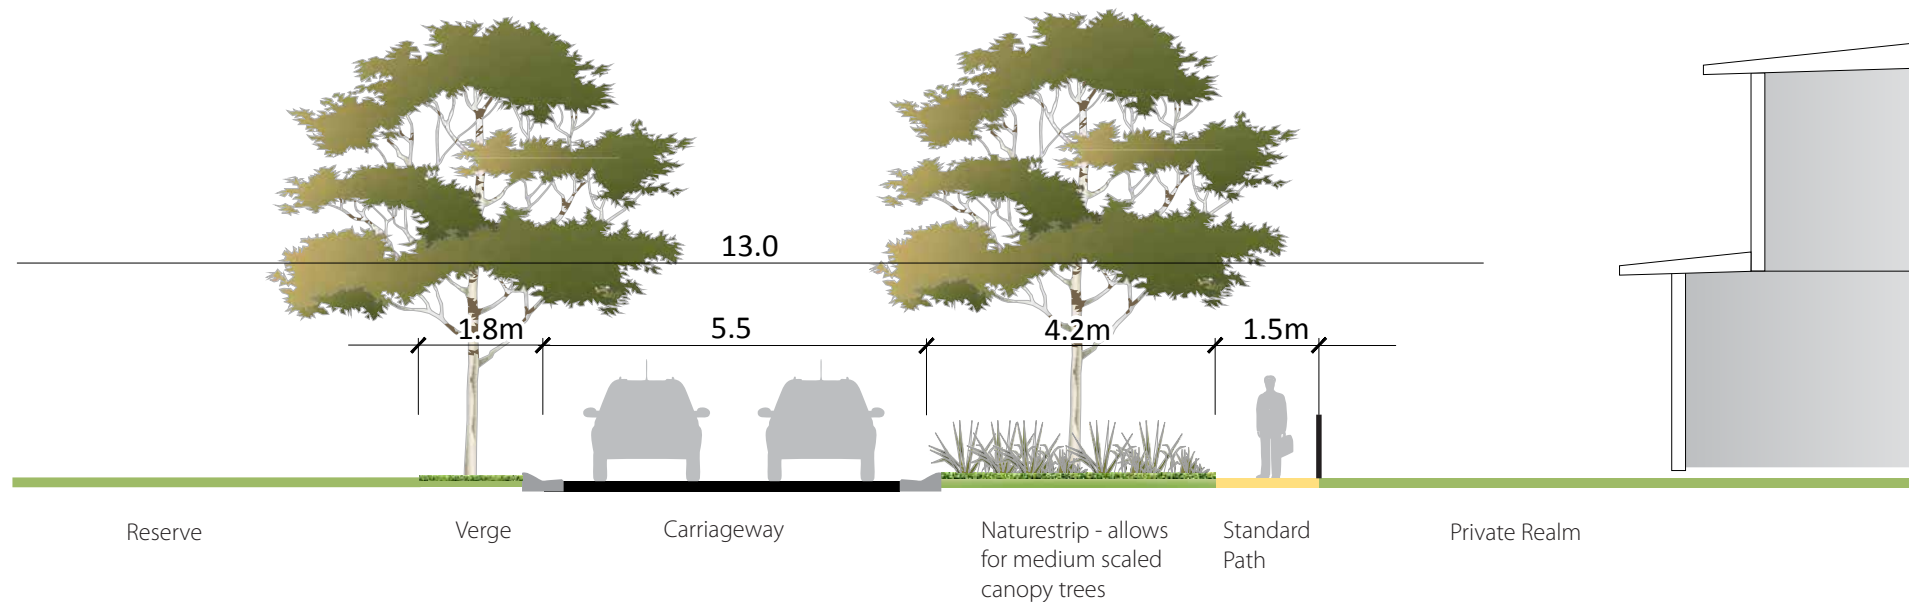 13.0
1.8m
5.5
4.2m
1.5m
Reserve
Verge
Carriageway
Naturestrip - allows
for medium scaled
canopy trees
Standard
Path
Private Realm